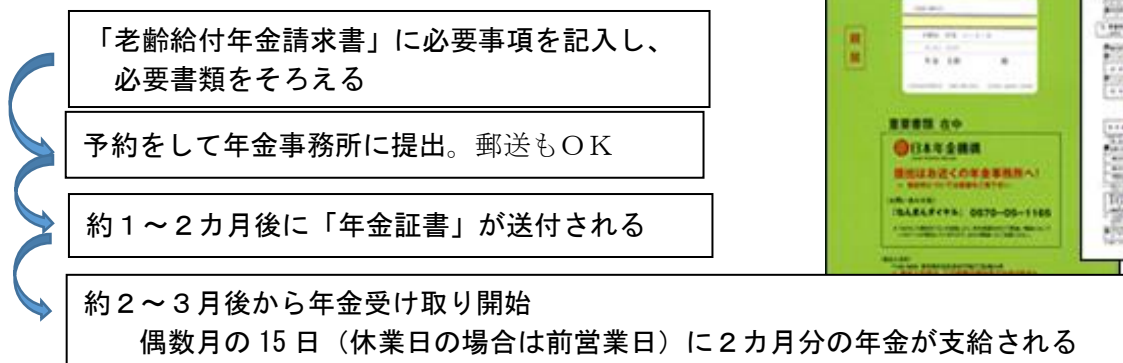 「老齢給付年金請求書」に必要事項を記入し、
必要書類をそろえる
予約をして年金事務所に提出。郵送もＯＫ
約１～２カ月後に「年金証書」が送付される
約２～３月後から年金受け取り開始
偶数月の 15 日（休業日の場合は前営業日）に２カ月分の年金が支給される
親展
重要書類 在中
日本年金機構
提出はお近くの年金事務所へ!
「ねんきんダイヤル」 0570-05-1165